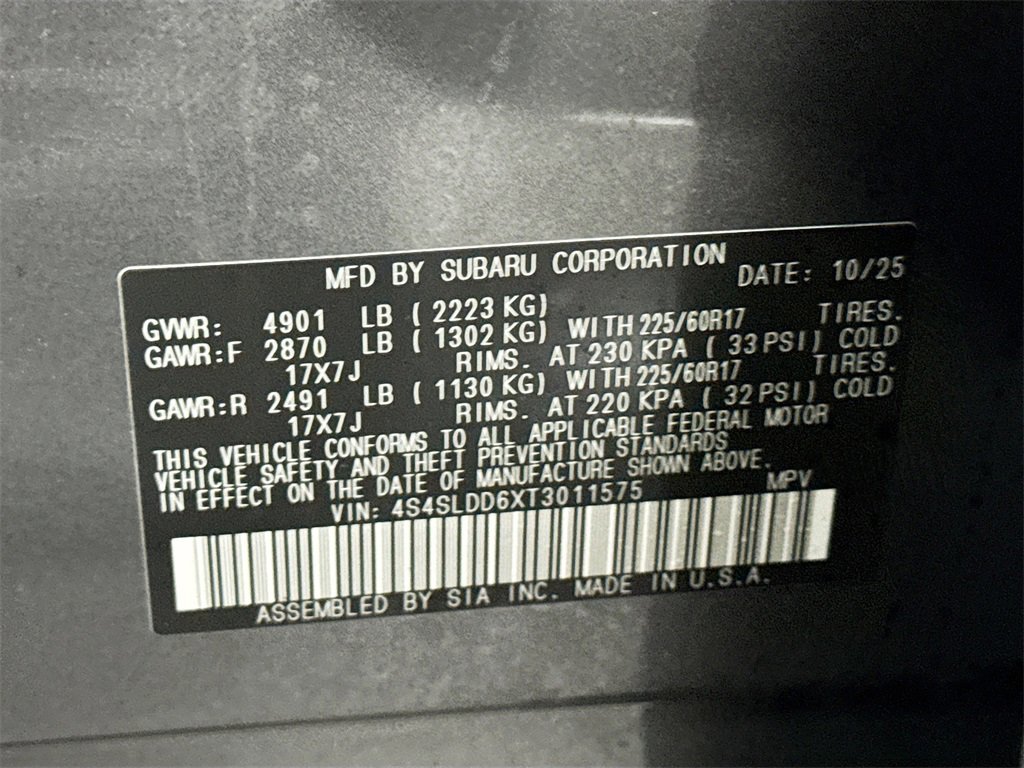 MFD BY SUBARU CORPORATION DATE: 10/25
GVWR: 4901 LB ( 2223 KG)
GAWR:F 2870 LB ( 1302 KG) WITH 225/60R17 TIRES.
17X7J RIMS. AT 230 KPA ( 33 PSI) COLD
GAWR:R 2491 LB ( 1130 KG) WITH 225/60R17 TIRES.
17X7J RIMS. AT 220 KPA ( 32 PSI) COLD
THIS VEHICLE CONFORMS TO ALL APPLICABLE FEDERAL MOTOR
VEHICLE SAFETY AND THEFT PREVENTION STANDARDS
IN EFFECT ON THE DATE OF MANUFACTURE SHOWN ABOVE.
VIN: 4S4SLDD6XT3011575 MPV
ASSEMBLED BY SIA INC. MADE IN U.S.A.